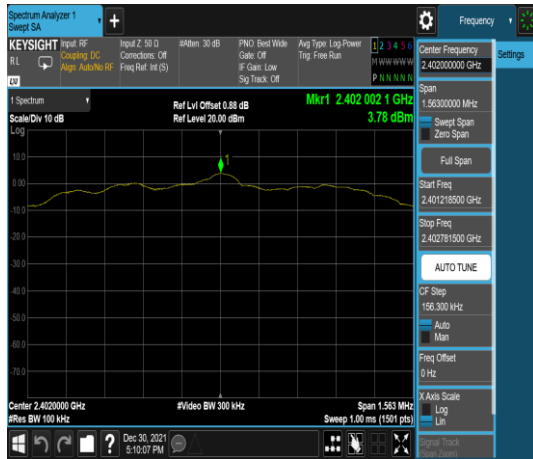 Spectrum Analyzer 1
Swept SA
+
Frequency
KEYSIGHT
RL
LXI
Input: RF
Coupling: DC
Align: Auto/No RF
Input Z: 50 Ω
Corrections: Off
Freq Ref: Int (S)
#Atten: 30 dB
PNO: Best Wide
Gate: Off
IF Gain: Low
Sig Track: Off
Avg Type: Log-Power
Trig: Free Run
1 2 3 4 5 6
M W W W W W
P N N N N N
1 Spectrum
Scale/Div 10 dB
Log
Ref Lvl Offset 0.88 dB
Ref Level 20.00 dBm
Mkr1 2.402 002 1 GHz
3.78 dBm
1
10.0
0.00
-10.0
-20.0
-30.0
-40.0
-50.0
-60.0
-70.0
Center 2.4020000 GHz
#Res BW 100 kHz
#Video BW 300 kHz
Span 1.563 MHz
Sweep 1.00 ms (1501 pts)
?
Dec 30, 2021
5:10:07 PM
Center Frequency
2.402000000 GHz
Settings
Span
1.56300000 MHz
Swept Span
Zero Span
Full Span
Start Freq
2.401218500 GHz
Stop Freq
2.402781500 GHz
AUTO TUNE
CF Step
156.300 kHz
Auto
Man
Freq Offset
0 Hz
X Axis Scale
Log
Lin
Signal Track
(Span Zoom)